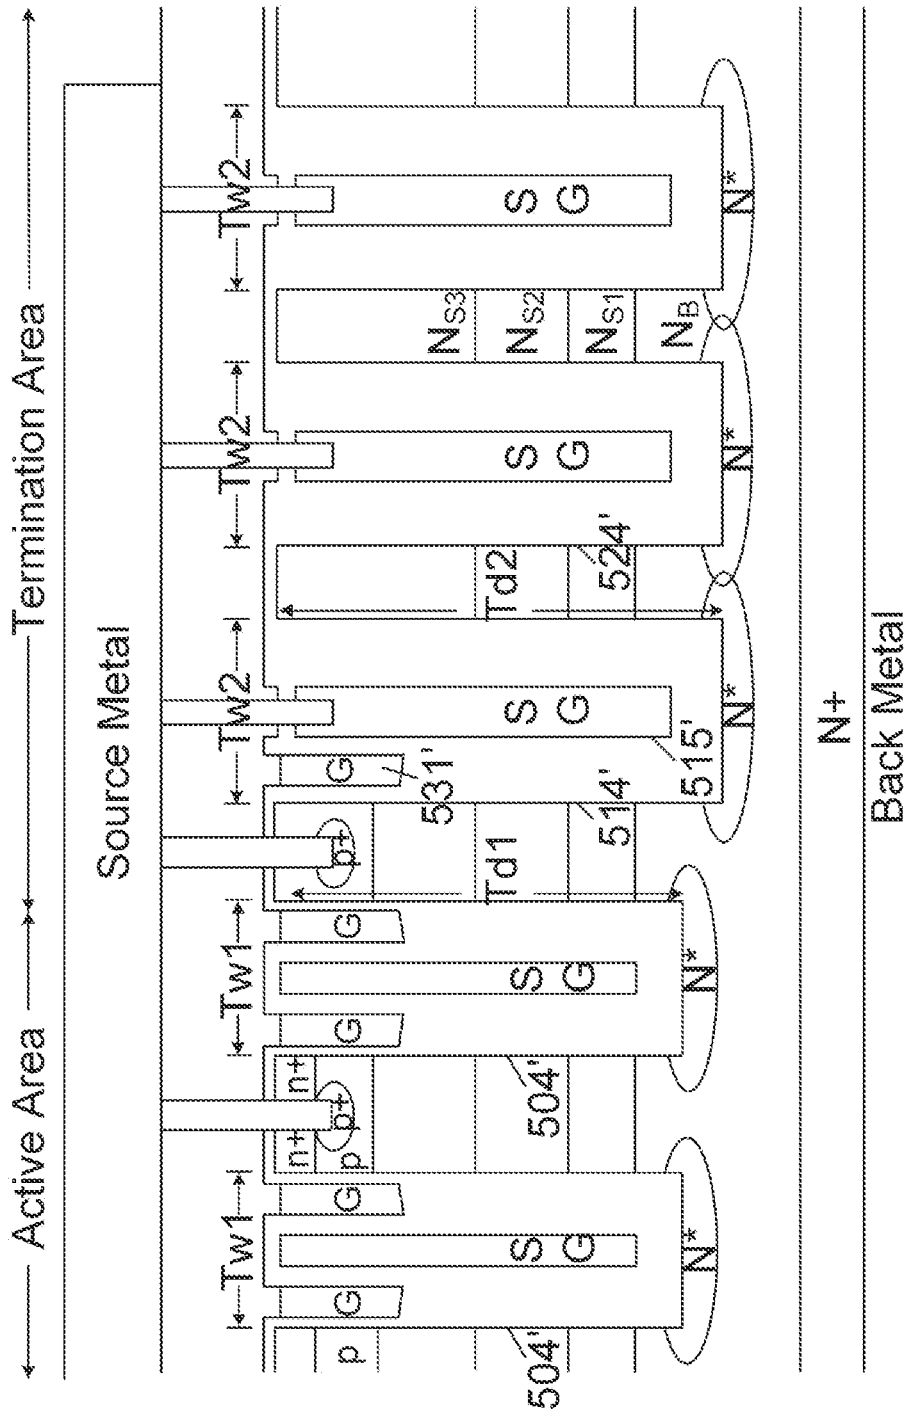 Active Area
Termination Area
Source Metal
Tw1
Tw1
Tw2
Tw2
Tw2
n+
n+
p+
p+
p
p
G
G
G
G
G
531'
S G
S G
S G
S G
S G
Td1
Td2
NS3
NS2
NS1
NB
504'
504'
514'
515'
524'
N*
N*
N*
N*
N*
N+
Back Metal